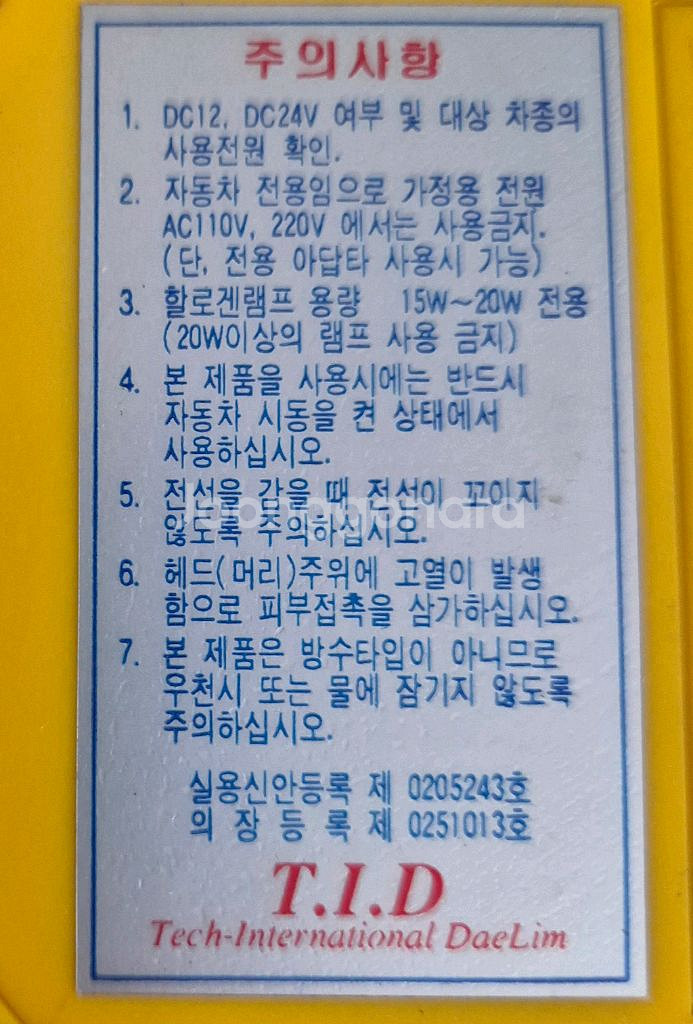 주의사항
1. DC12, DC24V 여부 및 대상 차종의
사용전원 확인.
2. 자동차 전용임으로 가정용 전원
AC110V, 220V 에서는 사용금지.
(단, 전용 아답타 사용시 가능)
3. 할로겐램프 용량 15W~20W 전용
(20W이상의 램프 사용 금지)
4. 본 제품을 사용시에는 반드시
자동차 시동을 켠 상태에서
사용하십시오.
5. 전선을 감을 때 전선이 꼬이지
않도록 주의하십시오.
6. 헤드(머리)주위에 고열이 발생
함으로 피부접촉을 삼가하십시오.
7. 본 제품은 방수타입이 아니므로
우천시 또는 물에 잠기지 않도록
주의하십시오.
실용신안등록 제 0205243호
의 장 등 록 제 0251013호
T.I.D
Tech-International DaeLim